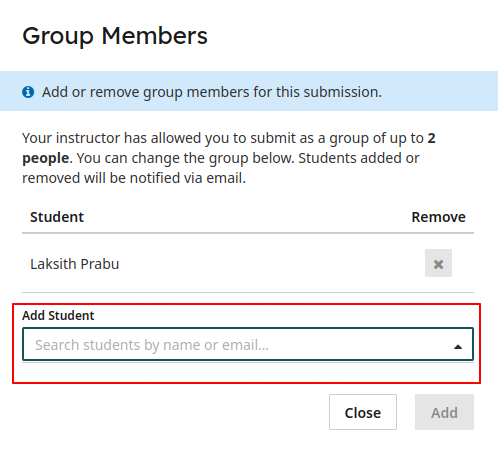 Group Members
Add or remove group members for this submission.
Your instructor has allowed you to submit as a group of up to 2
people. You can change the group below. Students added or
removed will be notified via email.
Student Remove
Laksith Prabu
Add Student
Search students by name or email...
Close Add